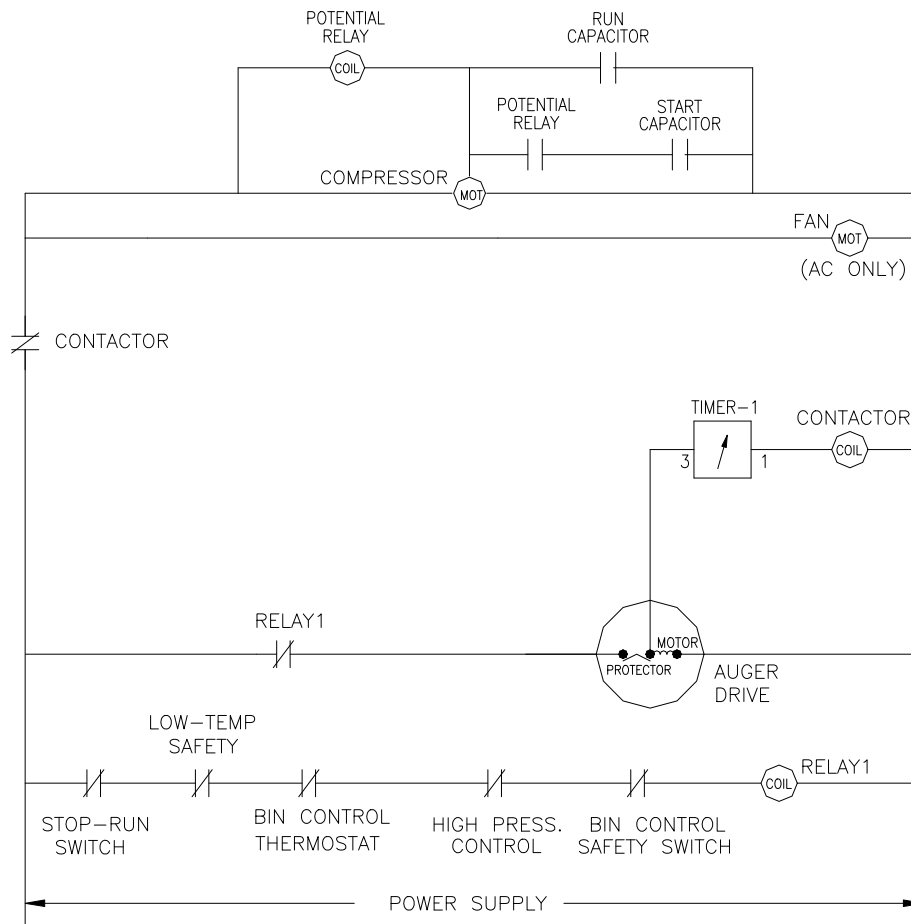 POTENTIAL
RELAY
COIL
RUN
CAPACITOR
POTENTIAL
RELAY
START
CAPACITOR
COMPRESSOR
MOT
FAN
MOT
(AC ONLY)
CONTACTOR
TIMER-1
3
1
CONTACTOR
COIL
RELAY1
MOTOR
PROTECTOR
AUGER
DRIVE
LOW-TEMP
SAFETY
STOP-RUN
SWITCH
BIN CONTROL
THERMOSTAT
HIGH PRESS.
CONTROL
BIN CONTROL
SAFETY SWITCH
COIL
RELAY1
POWER SUPPLY